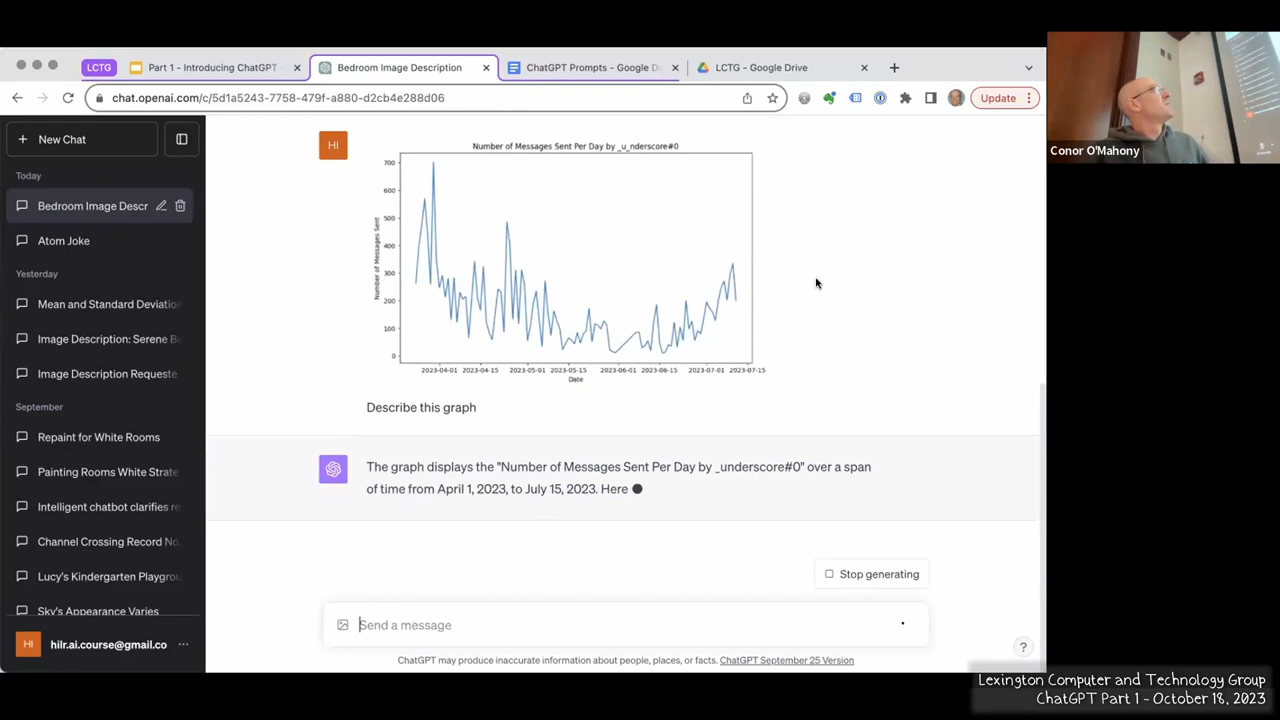 LCTG
Part 1 - Introducing ChatGPT -
Bedroom Image Description
ChatGPT Prompts - Google D
LCTG - Google Drive
chat.openai.com/c/5d1a5243-7758-479f-a880-d2cb4e288d06
Update
Conor O'Mahony
New Chat
Today
Bedroom Image Descr
Atom Joke
Yesterday
Mean and Standard Deviatio
Image Description: Serene B
Image Description Requeste
September
Repaint for White Rooms
Painting Rooms White Strate
Intelligent chatbot clarifies re
Channel Crossing Record No
Lucy's Kindergarten Playgrou
Sky's Appearance Varies
HI
hilr.ai.course@gmail.co
HI
Number of Messages Sent Per Day by _u_nderscore#0
Number of Messages Sent
700
600
500
400
300
200
100
0
2023-04-01 2023-04-15 2023-05-01 2023-05-15 2023-06-01 2023-06-15 2023-07-01 2023-07-15
Date
Describe this graph
The graph displays the "Number of Messages Sent Per Day by _underscore#0" over a span
of time from April 1, 2023, to July 15, 2023. Here
Stop generating
Send a message
ChatGPT may produce inaccurate information about people, places, or facts. ChatGPT September 25 Version
?
Lexington Computer and Technology Group
ChatGPT Part 1 - October 18, 2023